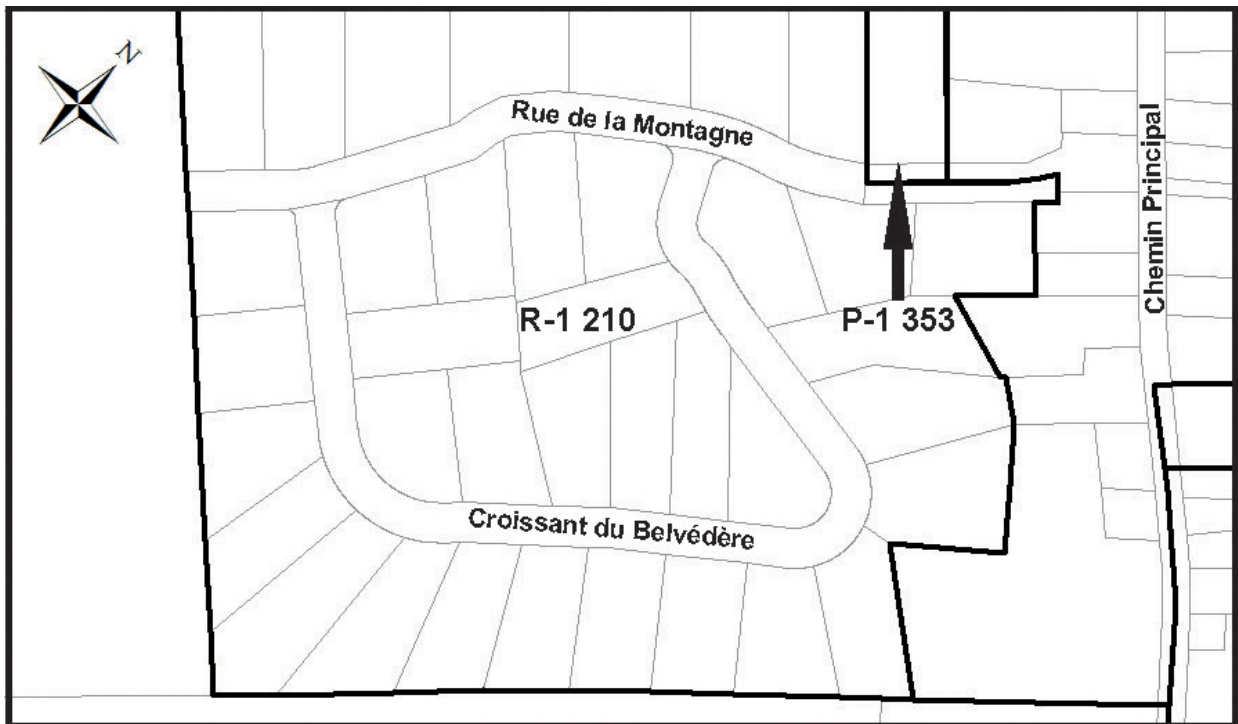 N
Rue de la Montagne
Chemin Principal
R-1 210
P-1 353
Croissant du Belvédère